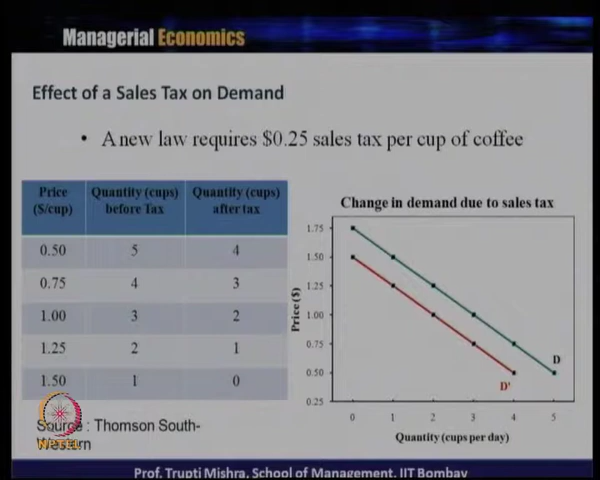 Managerial Economics
Effect of a Sales Tax on Demand
• A new law requires $0.25 sales tax per cup of coffee
Price ($/cup) Quantity (cups) before Tax Quantity (cups) after tax
0.50 5 4
0.75 4 3
1.00 3 2
1.25 2 1
1.50 1 0
Change in demand due to sales tax
Price ($)
1.75
1.50
1.25
1.00
0.75
0.50
0.25
D
D'
0 1 2 3 4 5
Quantity (cups per day)
Source : Thomson South-
Western
Prof. Trupti Mishra, School of Management, IIT Bombay